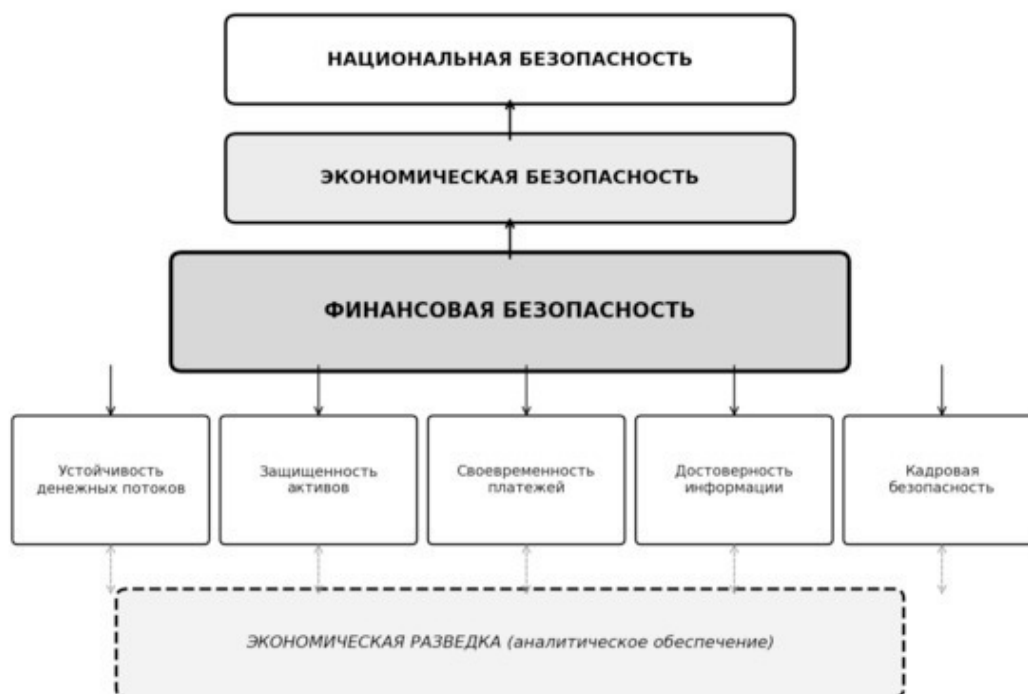 НАЦИОНАЛЬНАЯ БЕЗОПАСНОСТЬ
ЭКОНОМИЧЕСКАЯ БЕЗОПАСНОСТЬ
ФИНАНСОВАЯ БЕЗОПАСНОСТЬ
Устойчивость
денежных потоков
Защищенность
активов
Своевременность
платежей
Достоверность
информации
Кадровая
безопасность
ЭКОНОМИЧЕСКАЯ РАЗВЕДКА (аналитическое обеспечение)